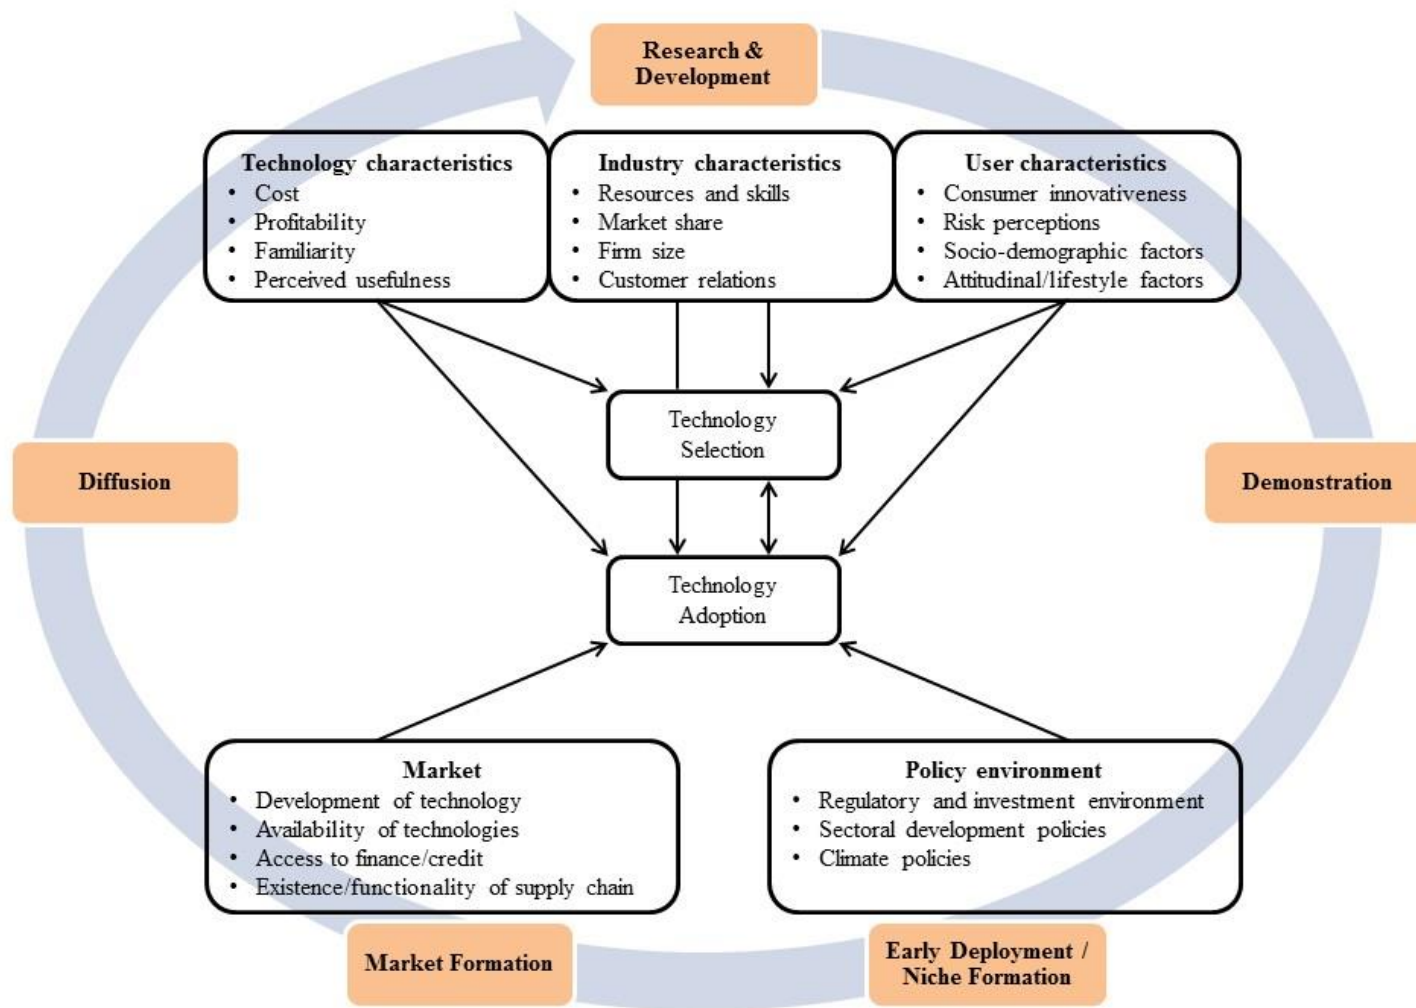 Research &
Development
Technology characteristics
• Cost
• Profitability
• Familiarity
• Perceived usefulness
Industry characteristics
• Resources and skills
• Market share
• Firm size
• Customer relations
User characteristics
• Consumer innovativeness
• Risk perceptions
• Socio-demographic factors
• Attitudinal/lifestyle factors
Technology
Selection
Diffusion
Demonstration
Technology
Adoption
Market
• Development of technology
• Availability of technologies
• Access to finance/credit
• Existence/functionality of supply chain
Policy environment
• Regulatory and investment environment
• Sectoral development policies
• Climate policies
Market Formation
Early Deployment /
Niche Formation